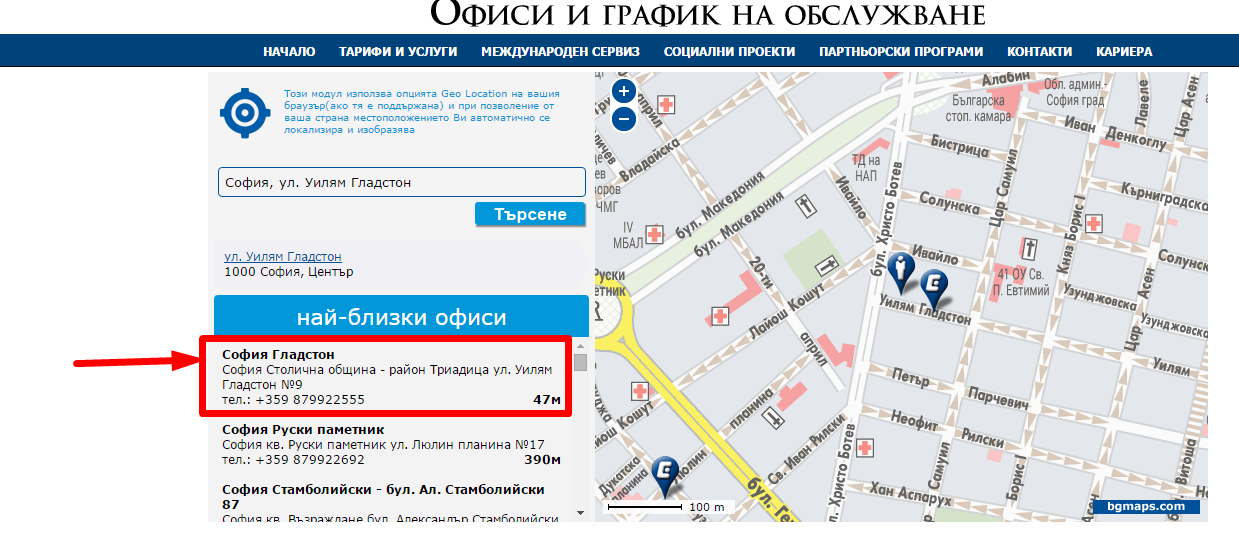 Офиси и график на обслужване
НАЧАЛО ТАРИФИ И УСЛУГИ МЕЖДУНАРОДЕН СЕРВИЗ СОЦИАЛНИ ПРОЕКТИ ПАРТНЬОРСКИ ПРОГРАМИ КОНТАКТИ КАРИЕРА
Този модул използва опцията Geo Location на вашия
браузър(ако тя е поддържана) и при позволение от
ваша страна местоположението Ви автоматично се
локализира и изобразява
София, ул. Уилям Гладстон
Търсене
ул. Уилям Гладстон
1000 София, Център
най-близки офиси
София Гладстон
София Столична община - район Триадица ул. Уилям
Гладстон №9
тел.: +359 879922555 47м
София Руски паметник
София кв. Руски паметник ул. Люлин планина №17
тел.: +359 879922692 390м
София Стамболийски - бул. Ал. Стамболийски
87
София кв. Възраждане бул. Александър Стамболийски
+
−
Алабин
Обл. админ.-
София град
Българска
стоп. камара
Лавеле
Цар Асен
Иван Денкоглу
април
Владайска
Бистрица
ТД на
НАП
Цар Самуил
Кърниградска
ЧМГ
IV
МБАЛ
бул. Македония
бул. Македония
Ивайло
бул. Христо Ботев
Солунска
Княз Борис I
Ивайло
Солунска
41 ОУ Св.
П. Евтимий
Цар Асен
Руски
метник
20-ти
април
Лайош Кошут
Уилям Гладстон
Узунджовска
Узунджовска
Уилям
Петър Парчевич
Неофит Рилски
Лайош Кошут
планина
Люлин
Св. Иван Рилски
Христо Ботев
Дукатска
планина
бул. Ге
Самуил
Хан Аспарух
Борис I
Витоша
100 m
bgmaps.com